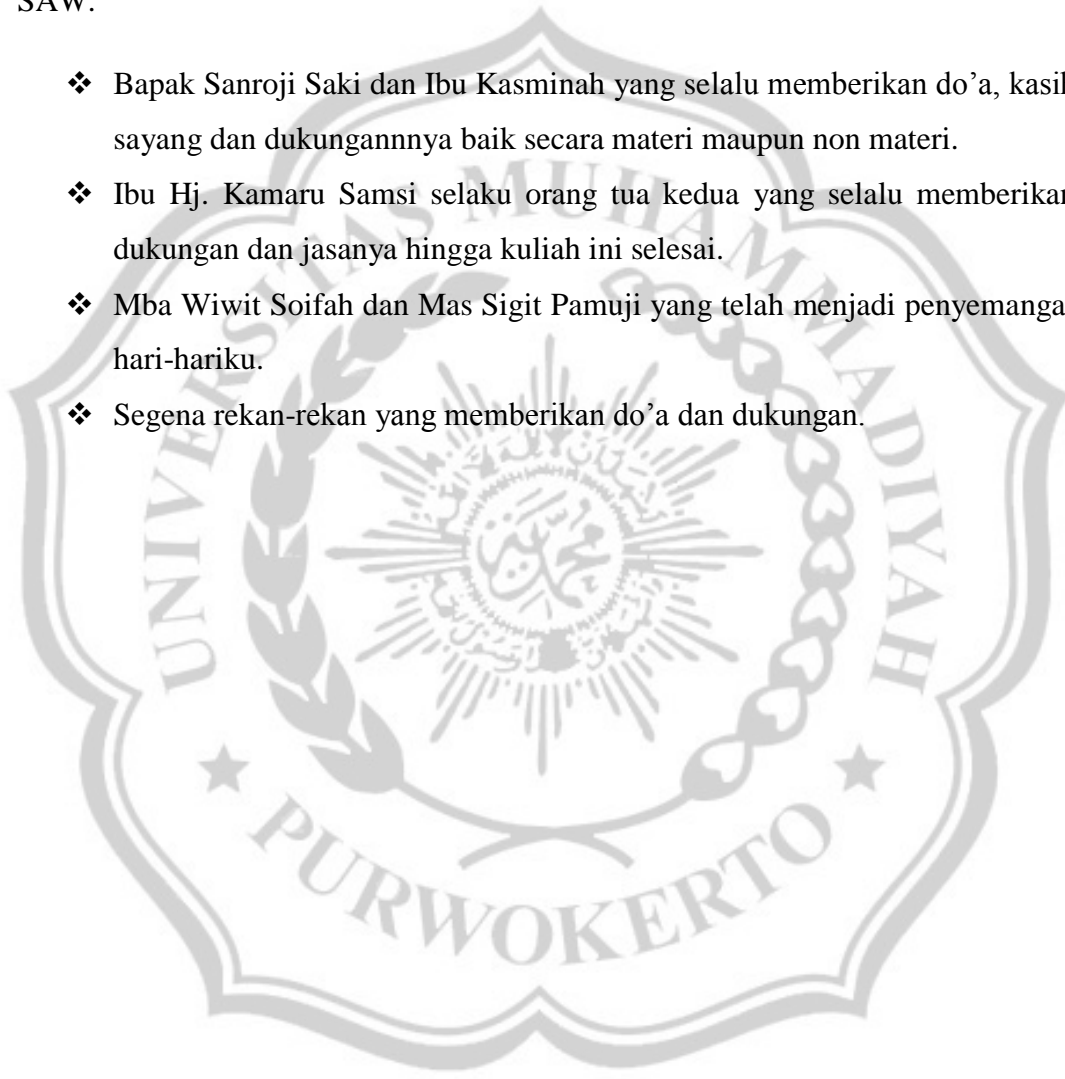 SAW.
❖ Bapak Sanroji Saki dan Ibu Kasminah yang selalu memberikan do’a, kasih
sayang dan dukungannnya baik secara materi maupun non materi.
❖ Ibu Hj. Kamaru Samsi selaku orang tua kedua yang selalu memberikan
dukungan dan jasanya hingga kuliah ini selesai.
❖ Mba Wiwit Soifah dan Mas Sigit Pamuji yang telah menjadi penyemangat
hari-hariku.
❖ Segena rekan-rekan yang memberikan do’a dan dukungan.
UNIVERSITAS MUHAMMADIYAH
PURWOKERTO